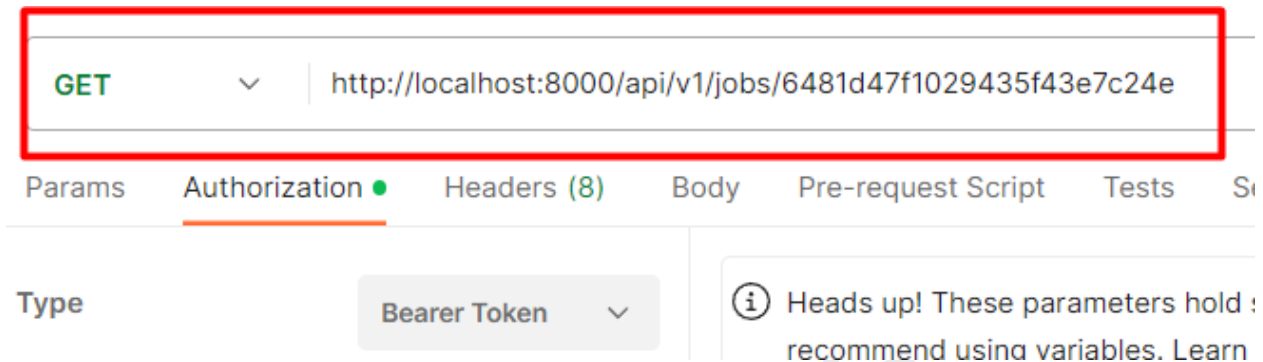 GET http://localhost:8000/api/v1/jobs/6481d47f1029435f43e7c24e
Params Authorization Headers (8) Body Pre-request Script Tests
Type Bearer Token Heads up! These parameters hold
recommend using variables. Learn